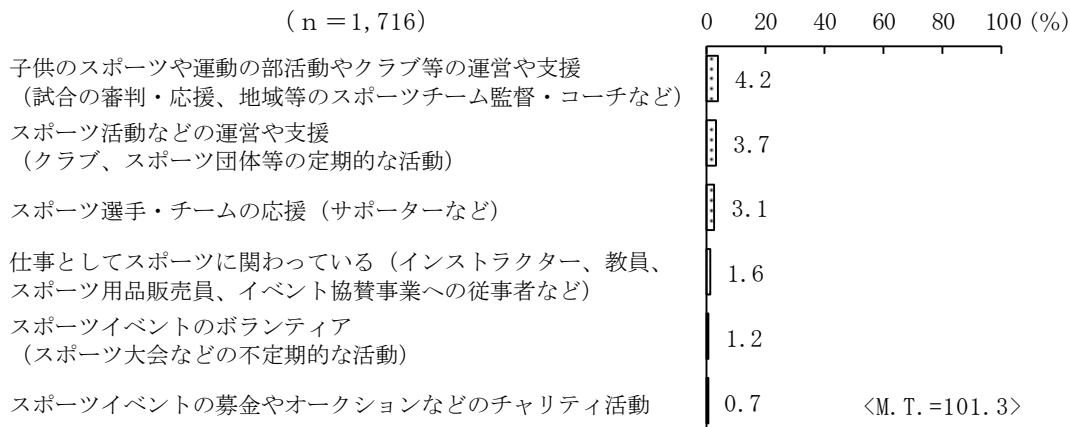 (ｎ＝1,716)
0 20 40 60 80 100 (%)
子供のスポーツや運動の部活動やクラブ等の運営や支援
（試合の審判・応援、地域等のスポーツチーム監督・コーチなど）
4.2
スポーツ活動などの運営や支援
（クラブ、スポーツ団体等の定期的な活動）
3.7
スポーツ選手・チームの応援（サポーターなど）
3.1
仕事としてスポーツに関わっている（インストラクター、教員、
スポーツ用品販売員、イベント協賛事業への従事者など）
1.6
スポーツイベントのボランティア
（スポーツ大会などの不定期的な活動）
1.2
スポーツイベントの募金やオークションなどのチャリティ活動
0.7
<M.T.=101.3>